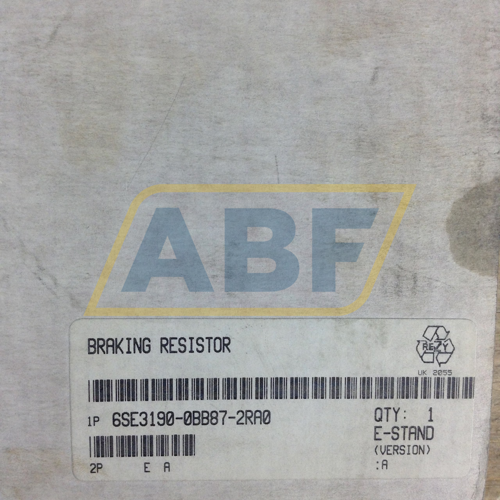 ABF
BRAKING RESISTOR
REZY
UK 2055
1P 6SE3190-0BB87-2RA0
QTY: 1
E-STAND
(VERSION)
:A
2P E A